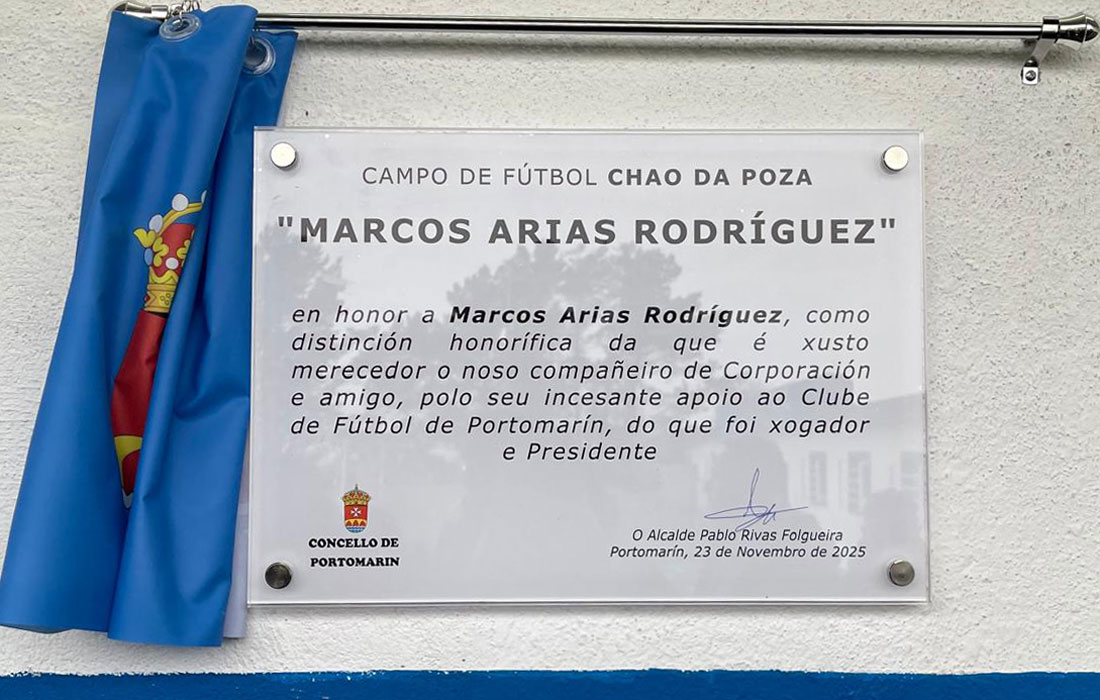 CAMPO DE FÚTBOL CHAO DA POZA
"MARCOS ARIAS RODRÍGUEZ"
en honor a Marcos Arias Rodríguez, como
distinción honorífica da que é xusto
merecedor o noso compañeiro de Corporación
e amigo, polo seu incesante apoio ao Clube
de Fútbol de Portomarín, do que foi xogador
e Presidente
CONCELLO DE
PORTOMARIN
O Alcalde Pablo Rivas Folgueira
Portomarín, 23 de Novembro de 2025